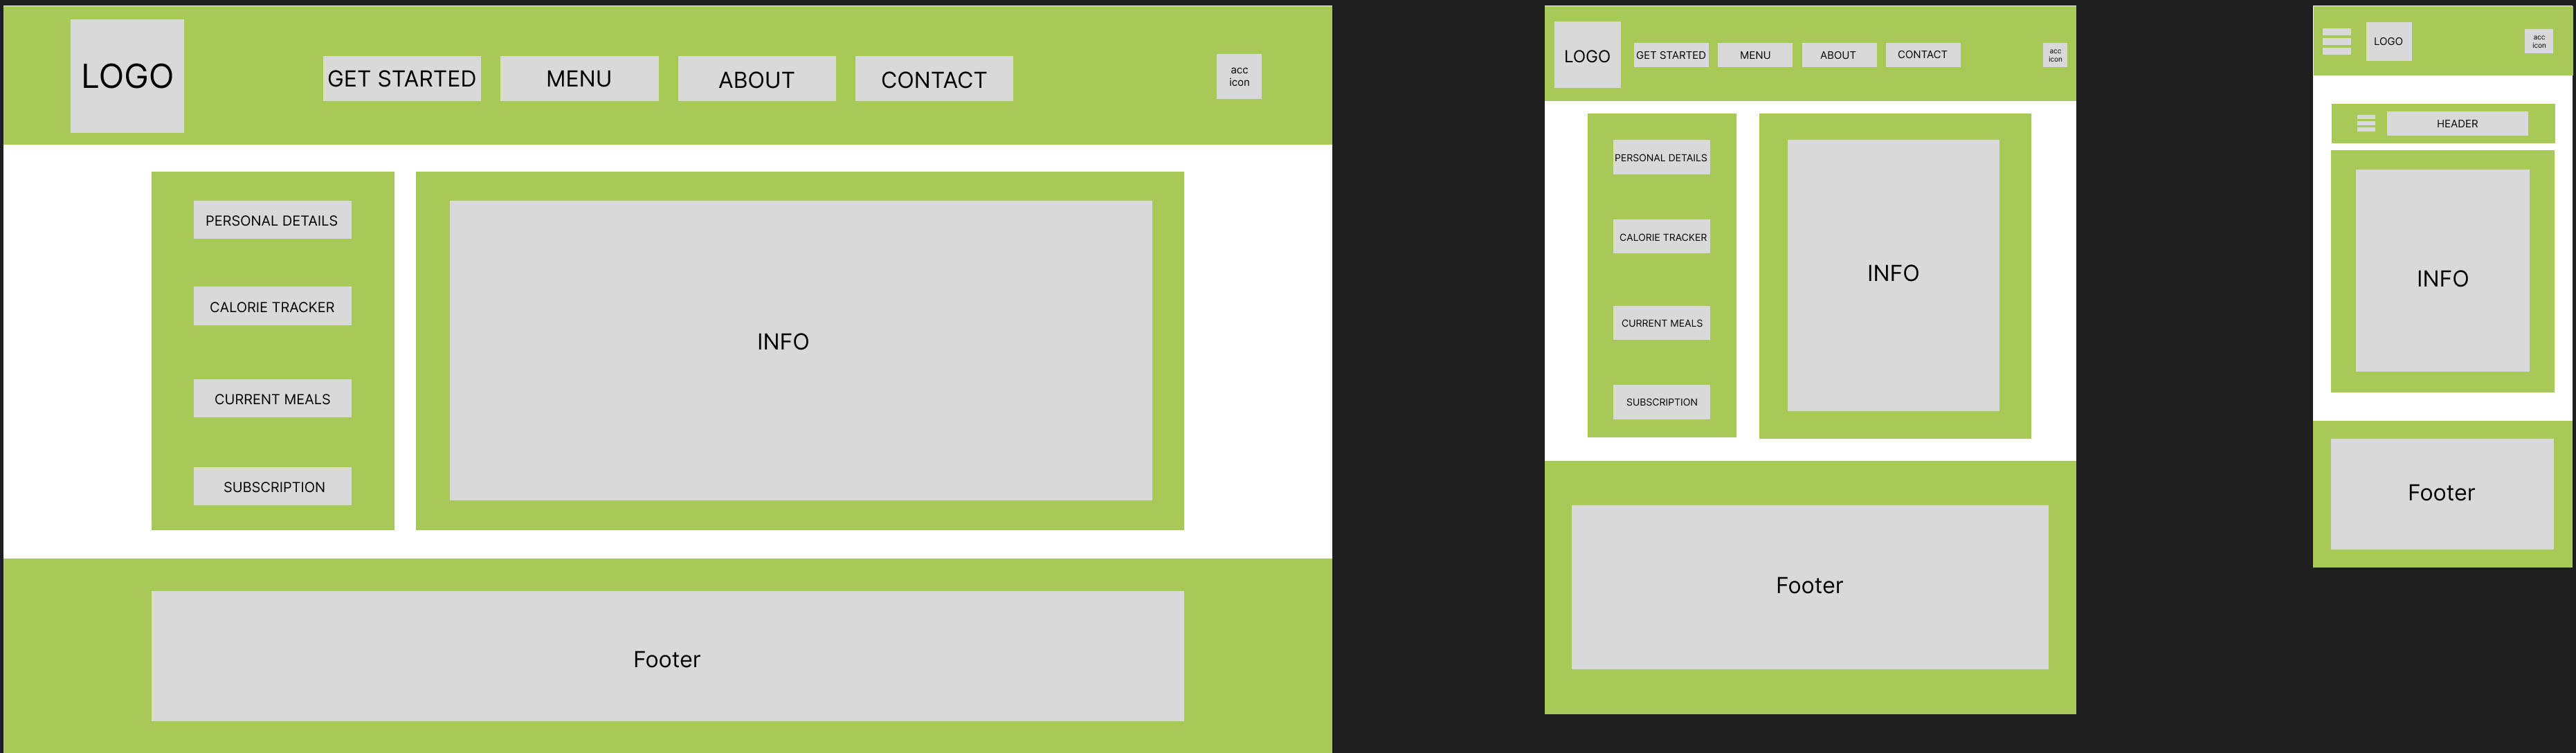 LOGO
GET STARTED
MENU
ABOUT
CONTACT
acc
icon
PERSONAL DETAILS
CALORIE TRACKER
CURRENT MEALS
SUBSCRIPTION
INFO
Footer
LOGO
GET STARTED
MENU
ABOUT
CONTACT
acc
icon
PERSONAL DETAILS
CALORIE TRACKER
CURRENT MEALS
SUBSCRIPTION
INFO
Footer
LOGO
acc
icon
HEADER
INFO
Footer